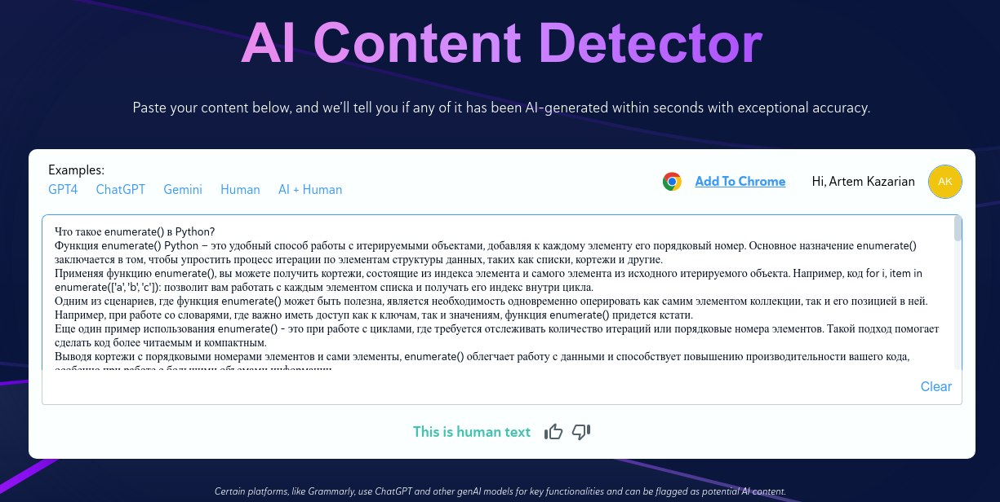 AI Content Detector
Paste your content below, and we'll tell you if any of it has been AI-generated within seconds with exceptional accuracy.
Examples:
GPT4 ChatGPT Gemini Human AI + Human
Add To Chrome Hi, Artem Kazarian AK
Что такое enumerate() в Python?
Функция enumerate() Python – это удобный способ работы с итерируемыми объектами, добавляя к каждому элементу его порядковый номер. Основное назначение enumerate()
заключается в том, чтобы упростить процесс итерации по элементам структуры данных, таких как списки, кортежи и другие.
Применяя функцию enumerate(), вы можете получить кортежи, состоящие из индекса элемента и самого элемента из исходного итерируемого объекта. Например, код for i, item in
enumerate(['a', 'b', 'c']): позволит вам работать с каждым элементом списка и получать его индекс внутри цикла.
Одним из сценариев, где функция enumerate() может быть полезна, является необходимость одновременно оперировать как самим элементом коллекции, так и его позицией в ней.
Например, при работе со словарями, где важно иметь доступ как к ключам, так и значениям, функция enumerate() придется кстати.
Еще один пример использования enumerate() - это при работе с циклами, где требуется отслеживать количество итераций или порядковые номера элементов. Такой подход помогает
сделать код более читаемым и компактным.
Выводя кортежи с порядковыми номерами элементов и сами элементы, enumerate() облегчает работу с данными и способствует повышению производительности вашего кода,
особенно при работе с большими объемами информации.
Clear
This is human text
Certain platforms, like Grammarly, use ChatGPT and other genAI models for key functionalities and can be flagged as potential AI content.